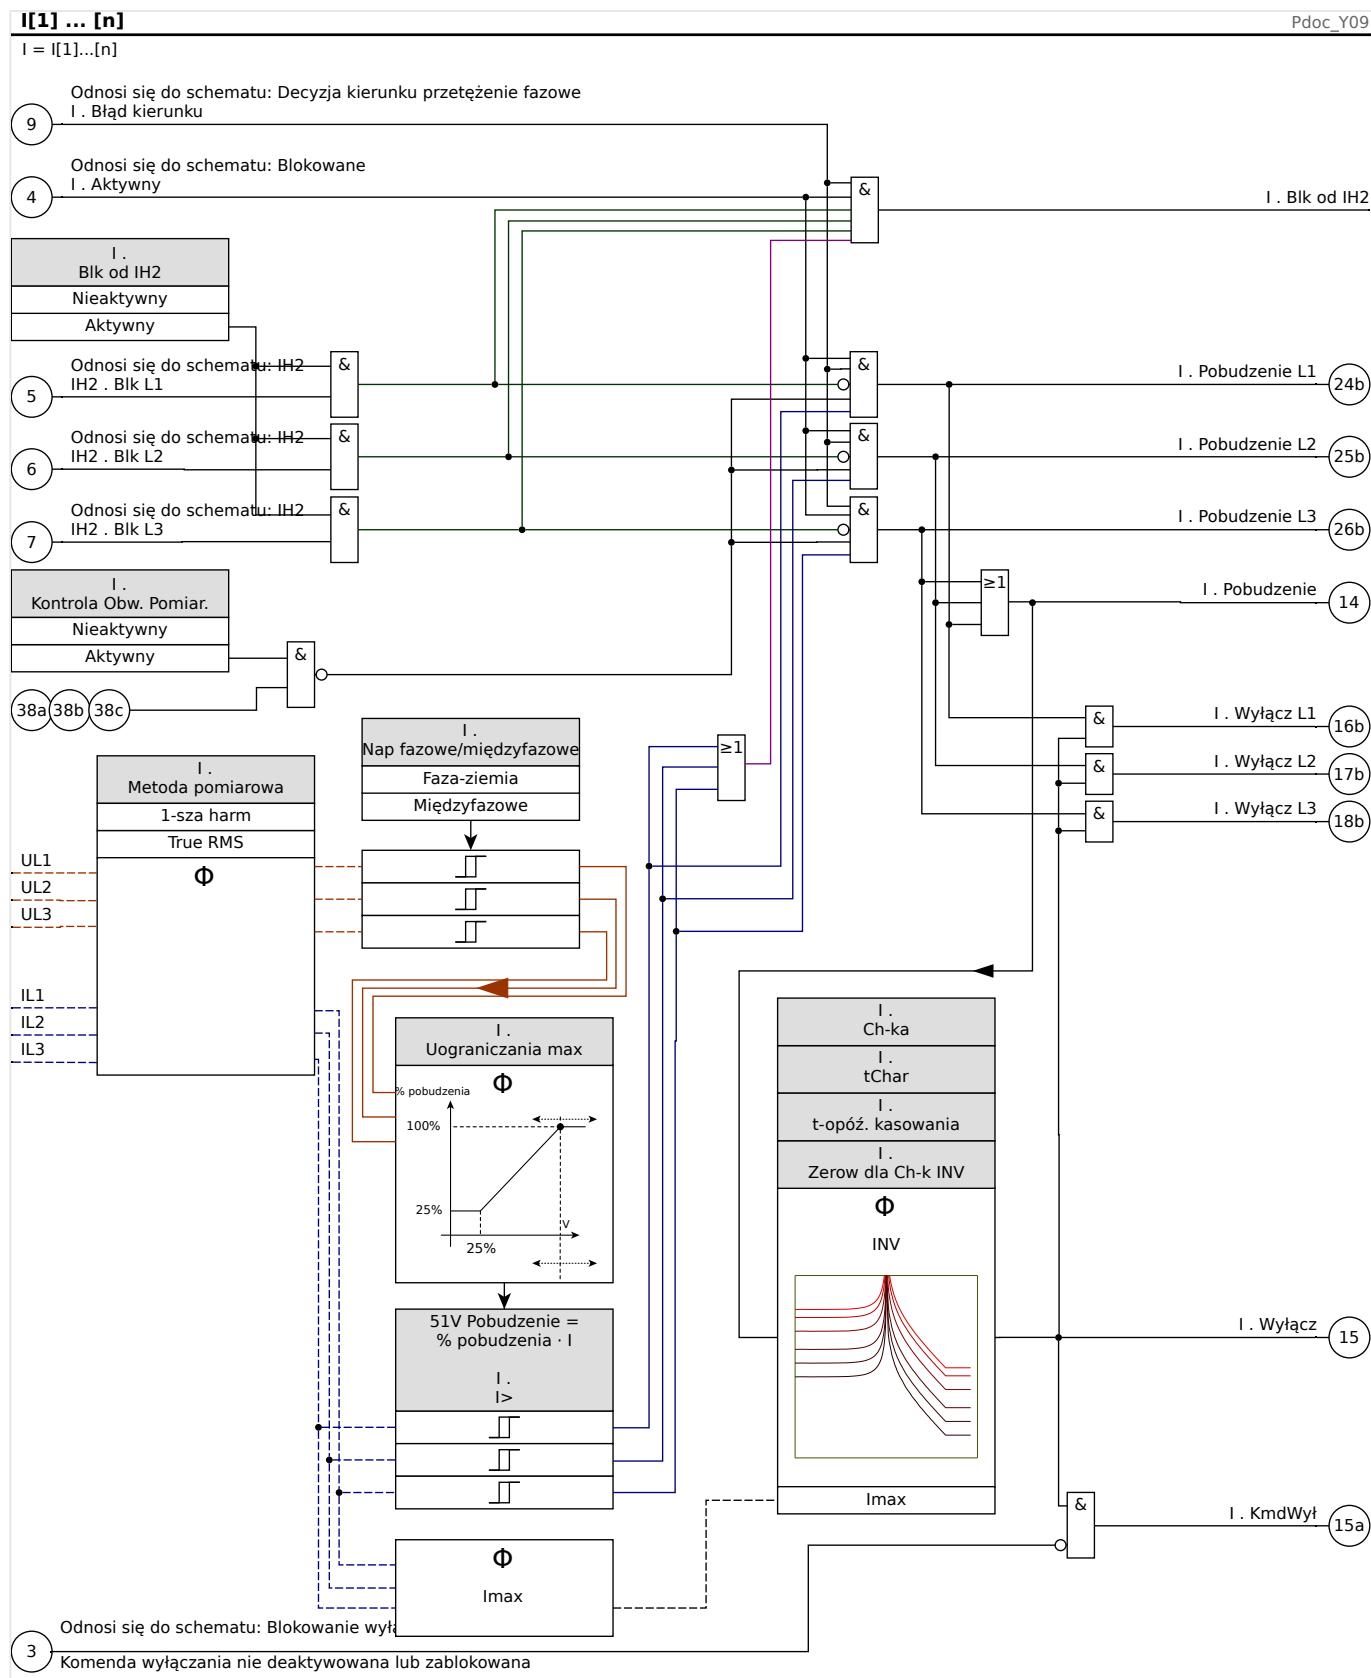 I[1] ... [n]
Pdoc_Y09
I = I[1]...[n]
Odnosi się do schematu: Decyzja kierunku przetężenie fazowe
9
I . Błąd kierunku
Odnosi się do schematu: Blokowane
4
I . Aktywny
&
I . Blk od IH2
I .
Blk od IH2
Nieaktywny
Aktywny
Odnosi się do schematu: IH2
5
IH2 . Blk L1
&
&
I . Pobudzenie L1
24b
Odnosi się do schematu: IH2
6
IH2 . Blk L2
&
&
I . Pobudzenie L2
25b
Odnosi się do schematu: IH2
7
IH2 . Blk L3
&
&
I . Pobudzenie L3
26b
I .
Kontrola Obw. Pomiar.
Nieaktywny
Aktywny
≥1
I . Pobudzenie
14
&
38a 38b 38c
I .
Nap fazowe/międzyfazowe
Faza-ziemia
Międzyfazowe
≥1
&
I . Wyłącz L1
16b
&
I . Wyłącz L2
17b
&
I . Wyłącz L3
18b
I .
Metoda pomiarowa
1-sza harm
True RMS
Φ
UL1
UL2
UL3
IL1
IL2
IL3
I .
Uograniczania max
Φ
% pobudzenia
100%
25%
V
25%
I .
Ch-ka
I .
tChar
I .
t-opóź. kasowania
I .
Zerow dla Ch-k INV
Φ
INV
Imax
51V Pobudzenie =
% pobudzenia · I
I .
I>
I . Wyłącz
15
&
I . KmdWył
15a
Φ
Imax
Odnosi się do schematu: Blokowanie wyła
3
Komenda wyłączania nie deaktywowana lub zablokowana